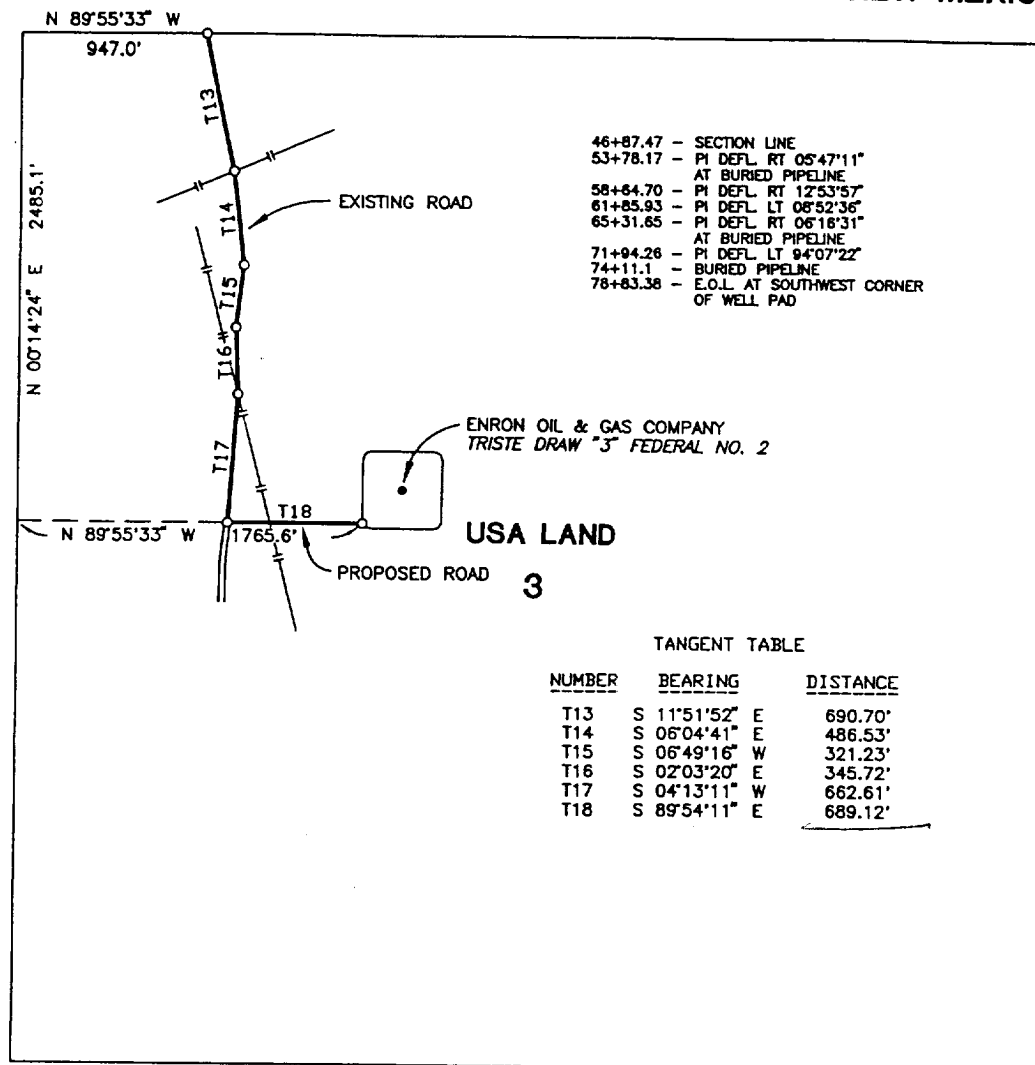 N 89°55'33" W
947.0'
T13
N 00°14'24" E 2485.1'
EXISTING ROAD
T14
T15
T16
T17
46+87.47 - SECTION LINE
53+78.17 - PI DEFL. RT 05°47'11"
AT BURIED PIPELINE
58+64.70 - PI DEFL. RT 12°53'57"
61+85.93 - PI DEFL. LT 08°52'36"
65+31.65 - PI DEFL. RT 06°16'31"
AT BURIED PIPELINE
71+94.26 - PI DEFL. LT 94°07'22"
74+11.1 - BURIED PIPELINE
78+83.38 - E.O.L. AT SOUTHWEST CORNER
OF WELL PAD
ENRON OIL & GAS COMPANY
TRISTE DRAW "3" FEDERAL NO. 2
T18
N 89°55'33" W 1765.6'
USA LAND
PROPOSED ROAD
3
TANGENT TABLE
NUMBER BEARING DISTANCE
T13 S 11°51'52" E 690.70'
T14 S 06°04'41" E 486.53'
T15 S 06°49'16" W 321.23'
T16 S 02°03'20" E 345.72'
T17 S 04°13'11" W 662.61'
T18 S 89°54'11" E 689.12'